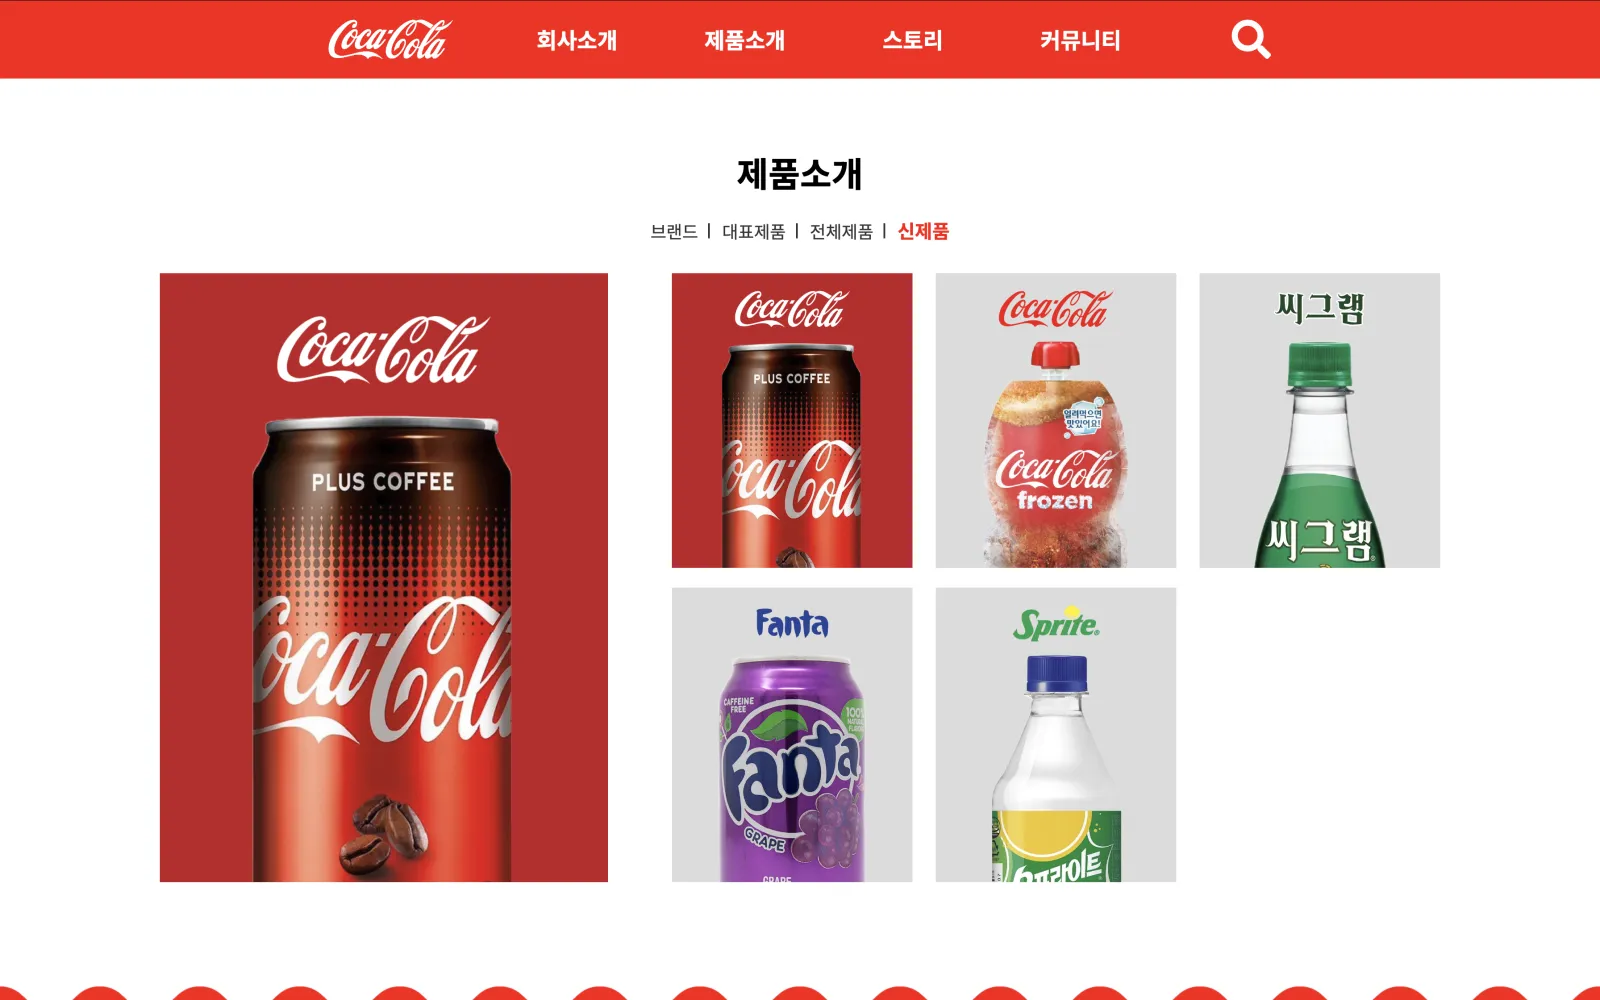 Coca-Cola 회사소개 제품소개 스토리 커뮤니티
제품소개
브랜드 | 대표제품 | 전체제품 | 신제품
Coca-Cola
PLUS COFFEE
Coca-Cola
Coca-Cola
PLUS COFFEE
Coca-Cola
Coca-Cola
얼려먹으면
맛있어요!
Coca-Cola
frozen
씨그램
씨그램
Fanta
CAFFEINE
FREE
100%
NATURAL
Fanta
GRAPE
GRAPE
Sprite
스프라이트